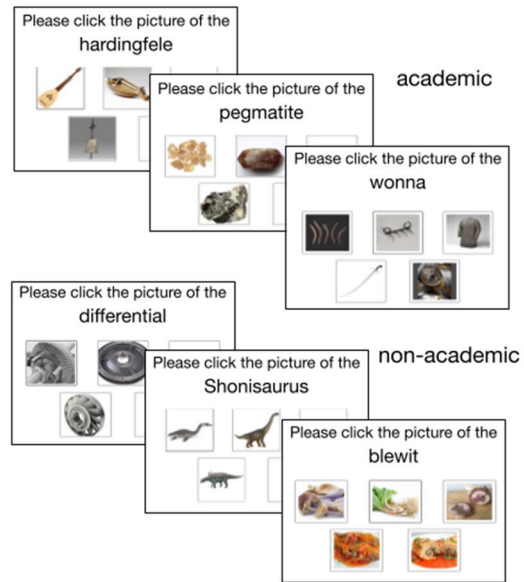 Please click the picture of the
hardingfele
academic
Please click the picture of the
pegmatite
Please click the picture of the
wonna
Please click the picture of the
differential
non-academic
Please click the picture of the
Shonisaurus
Please click the picture of the
blewit